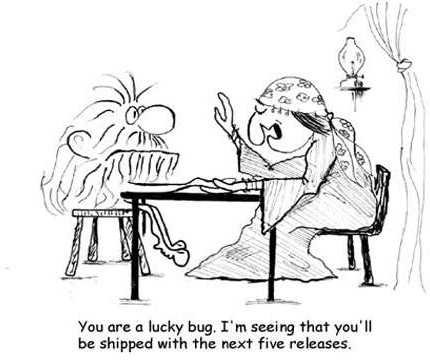 You are a lucky bug. I'm seeing that you'll
be shipped with the next five releases.